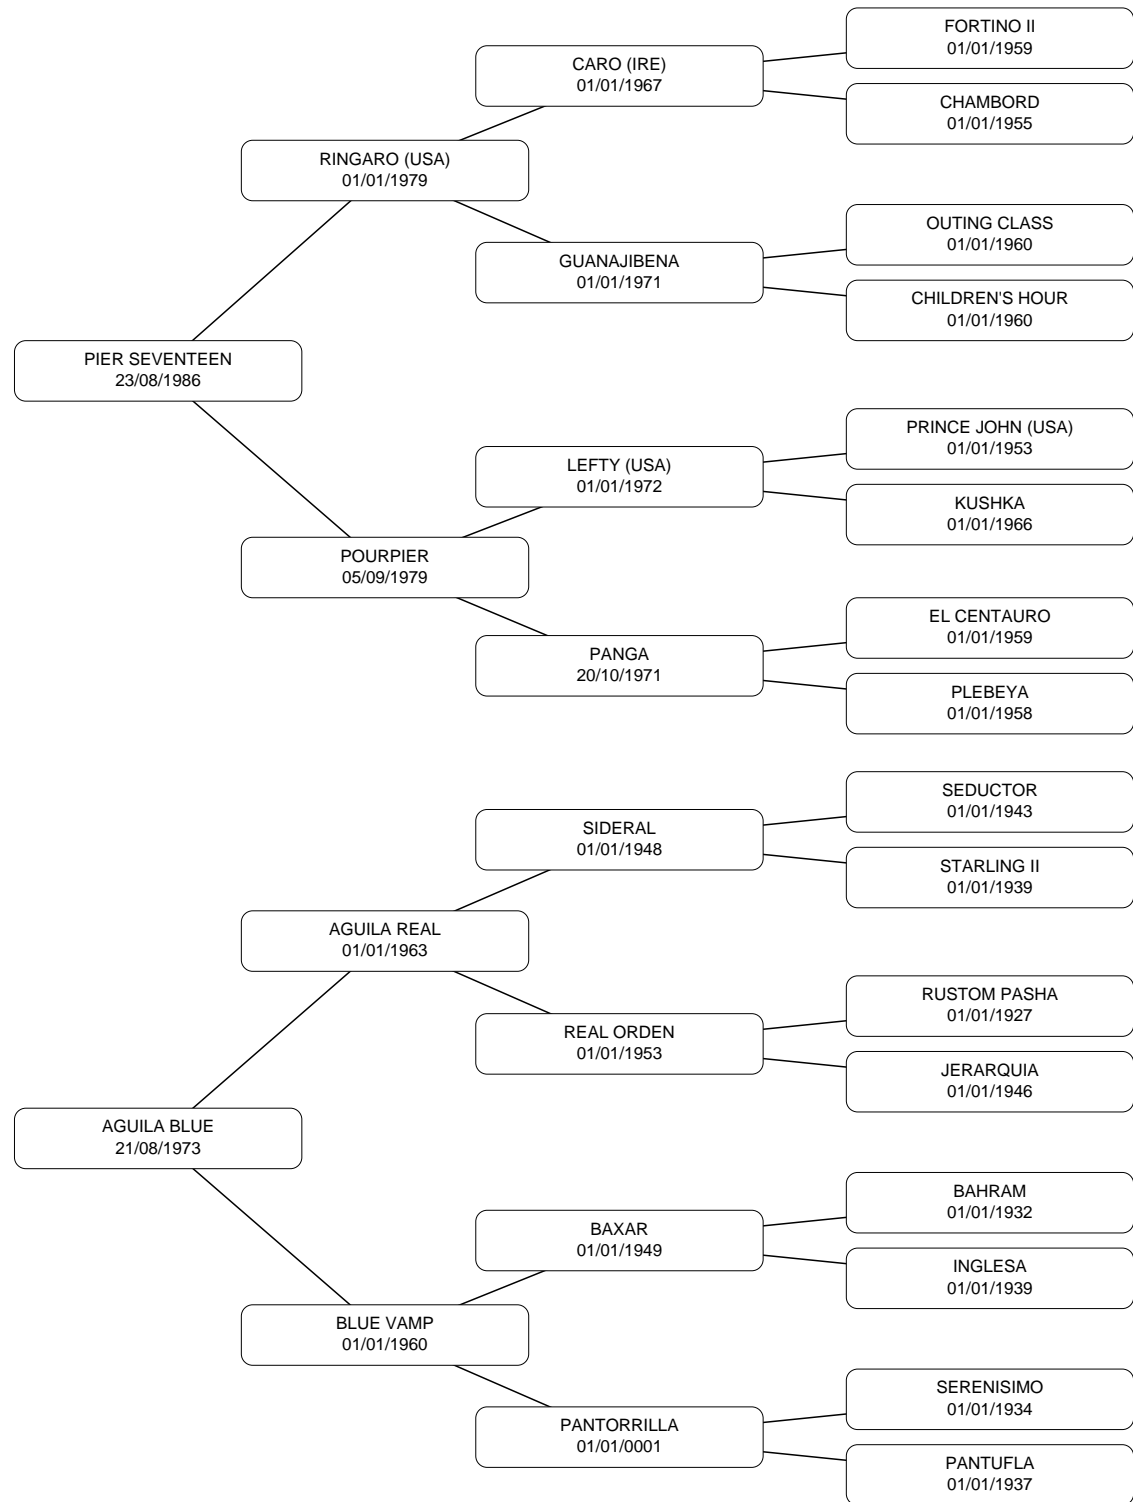 FORTINO II
01/01/1959
CARO (IRE)
01/01/1967
CHAMBORD
01/01/1955
RINGARO (USA)
01/01/1979
OUTING CLASS
01/01/1960
GUANAJIBENA
01/01/1971
CHILDREN'S HOUR
01/01/1960
PIER SEVENTEEN
23/08/1986
PRINCE JOHN (USA)
01/01/1953
LEFTY (USA)
01/01/1972
KUSHKA
01/01/1966
POURPIER
05/09/1979
EL CENTAURO
01/01/1959
PANGA
20/10/1971
PLEBEYA
01/01/1958
SEDUCTOR
01/01/1943
SIDERAL
01/01/1948
STARLING II
01/01/1939
AGUILA REAL
01/01/1963
RUSTOM PASHA
01/01/1927
REAL ORDEN
01/01/1953
JERARQUIA
01/01/1946
AGUILA BLUE
21/08/1973
BAHRAM
01/01/1932
BAXAR
01/01/1949
INGLESA
01/01/1939
BLUE VAMP
01/01/1960
SERENISIMO
01/01/1934
PANTORRILLA
01/01/0001
PANTUFLA
01/01/1937